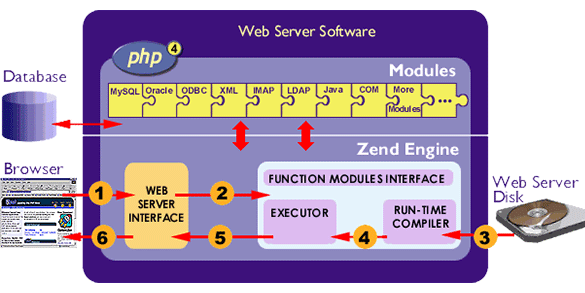 Web Server Software
php 4
Database
Modules
MySQL
Oracle
ODBC
XML
IMAP
LDAP
Java
COM
More
Modules
...
Zend Engine
Browser
1
WEB
SERVER
INTERFACE
2
FUNCTION MODULES INTERFACE
EXECUTOR
RUN-TIME
COMPILER
Web Server
Disk
3
4
5
6